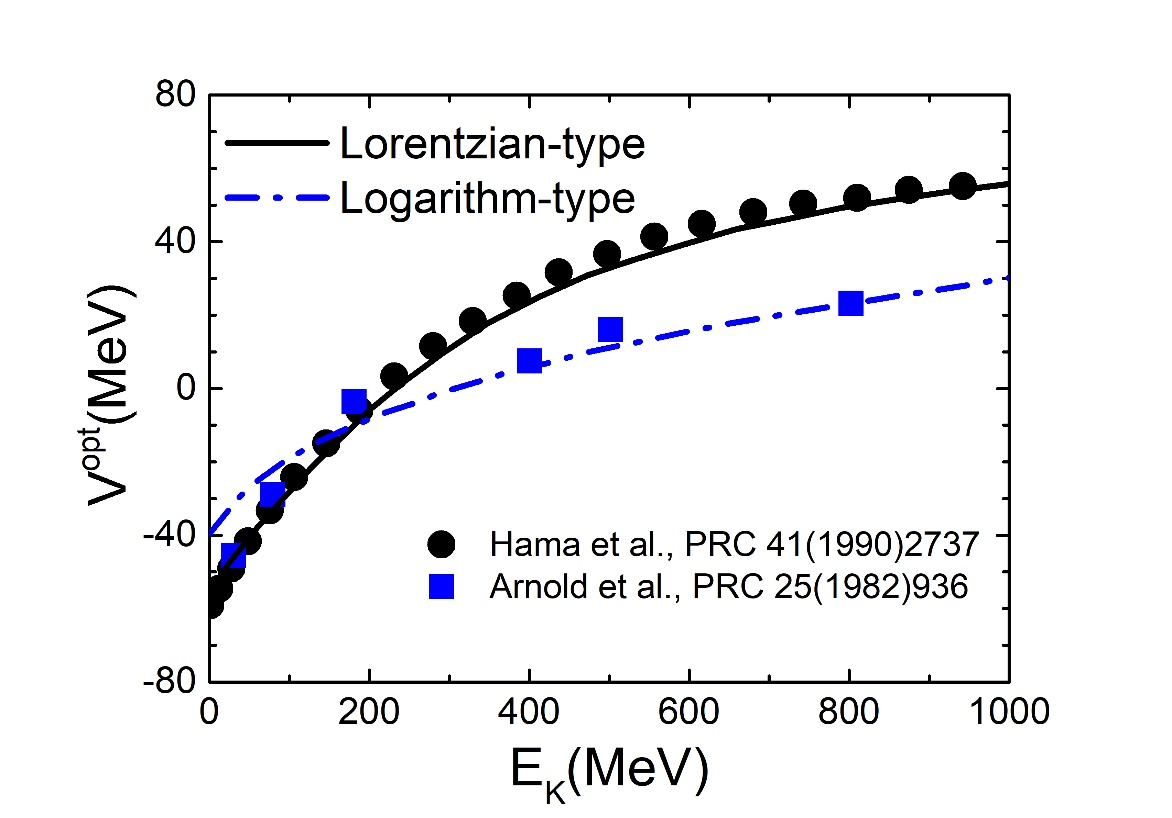 80
40
0
-40
-80
V^opt(MeV)
Lorentzian-type
Logarithm-type
Hama et al., PRC 41(1990)2737
Arnold et al., PRC 25(1982)936
0 200 400 600 800 1000
E_K(MeV)